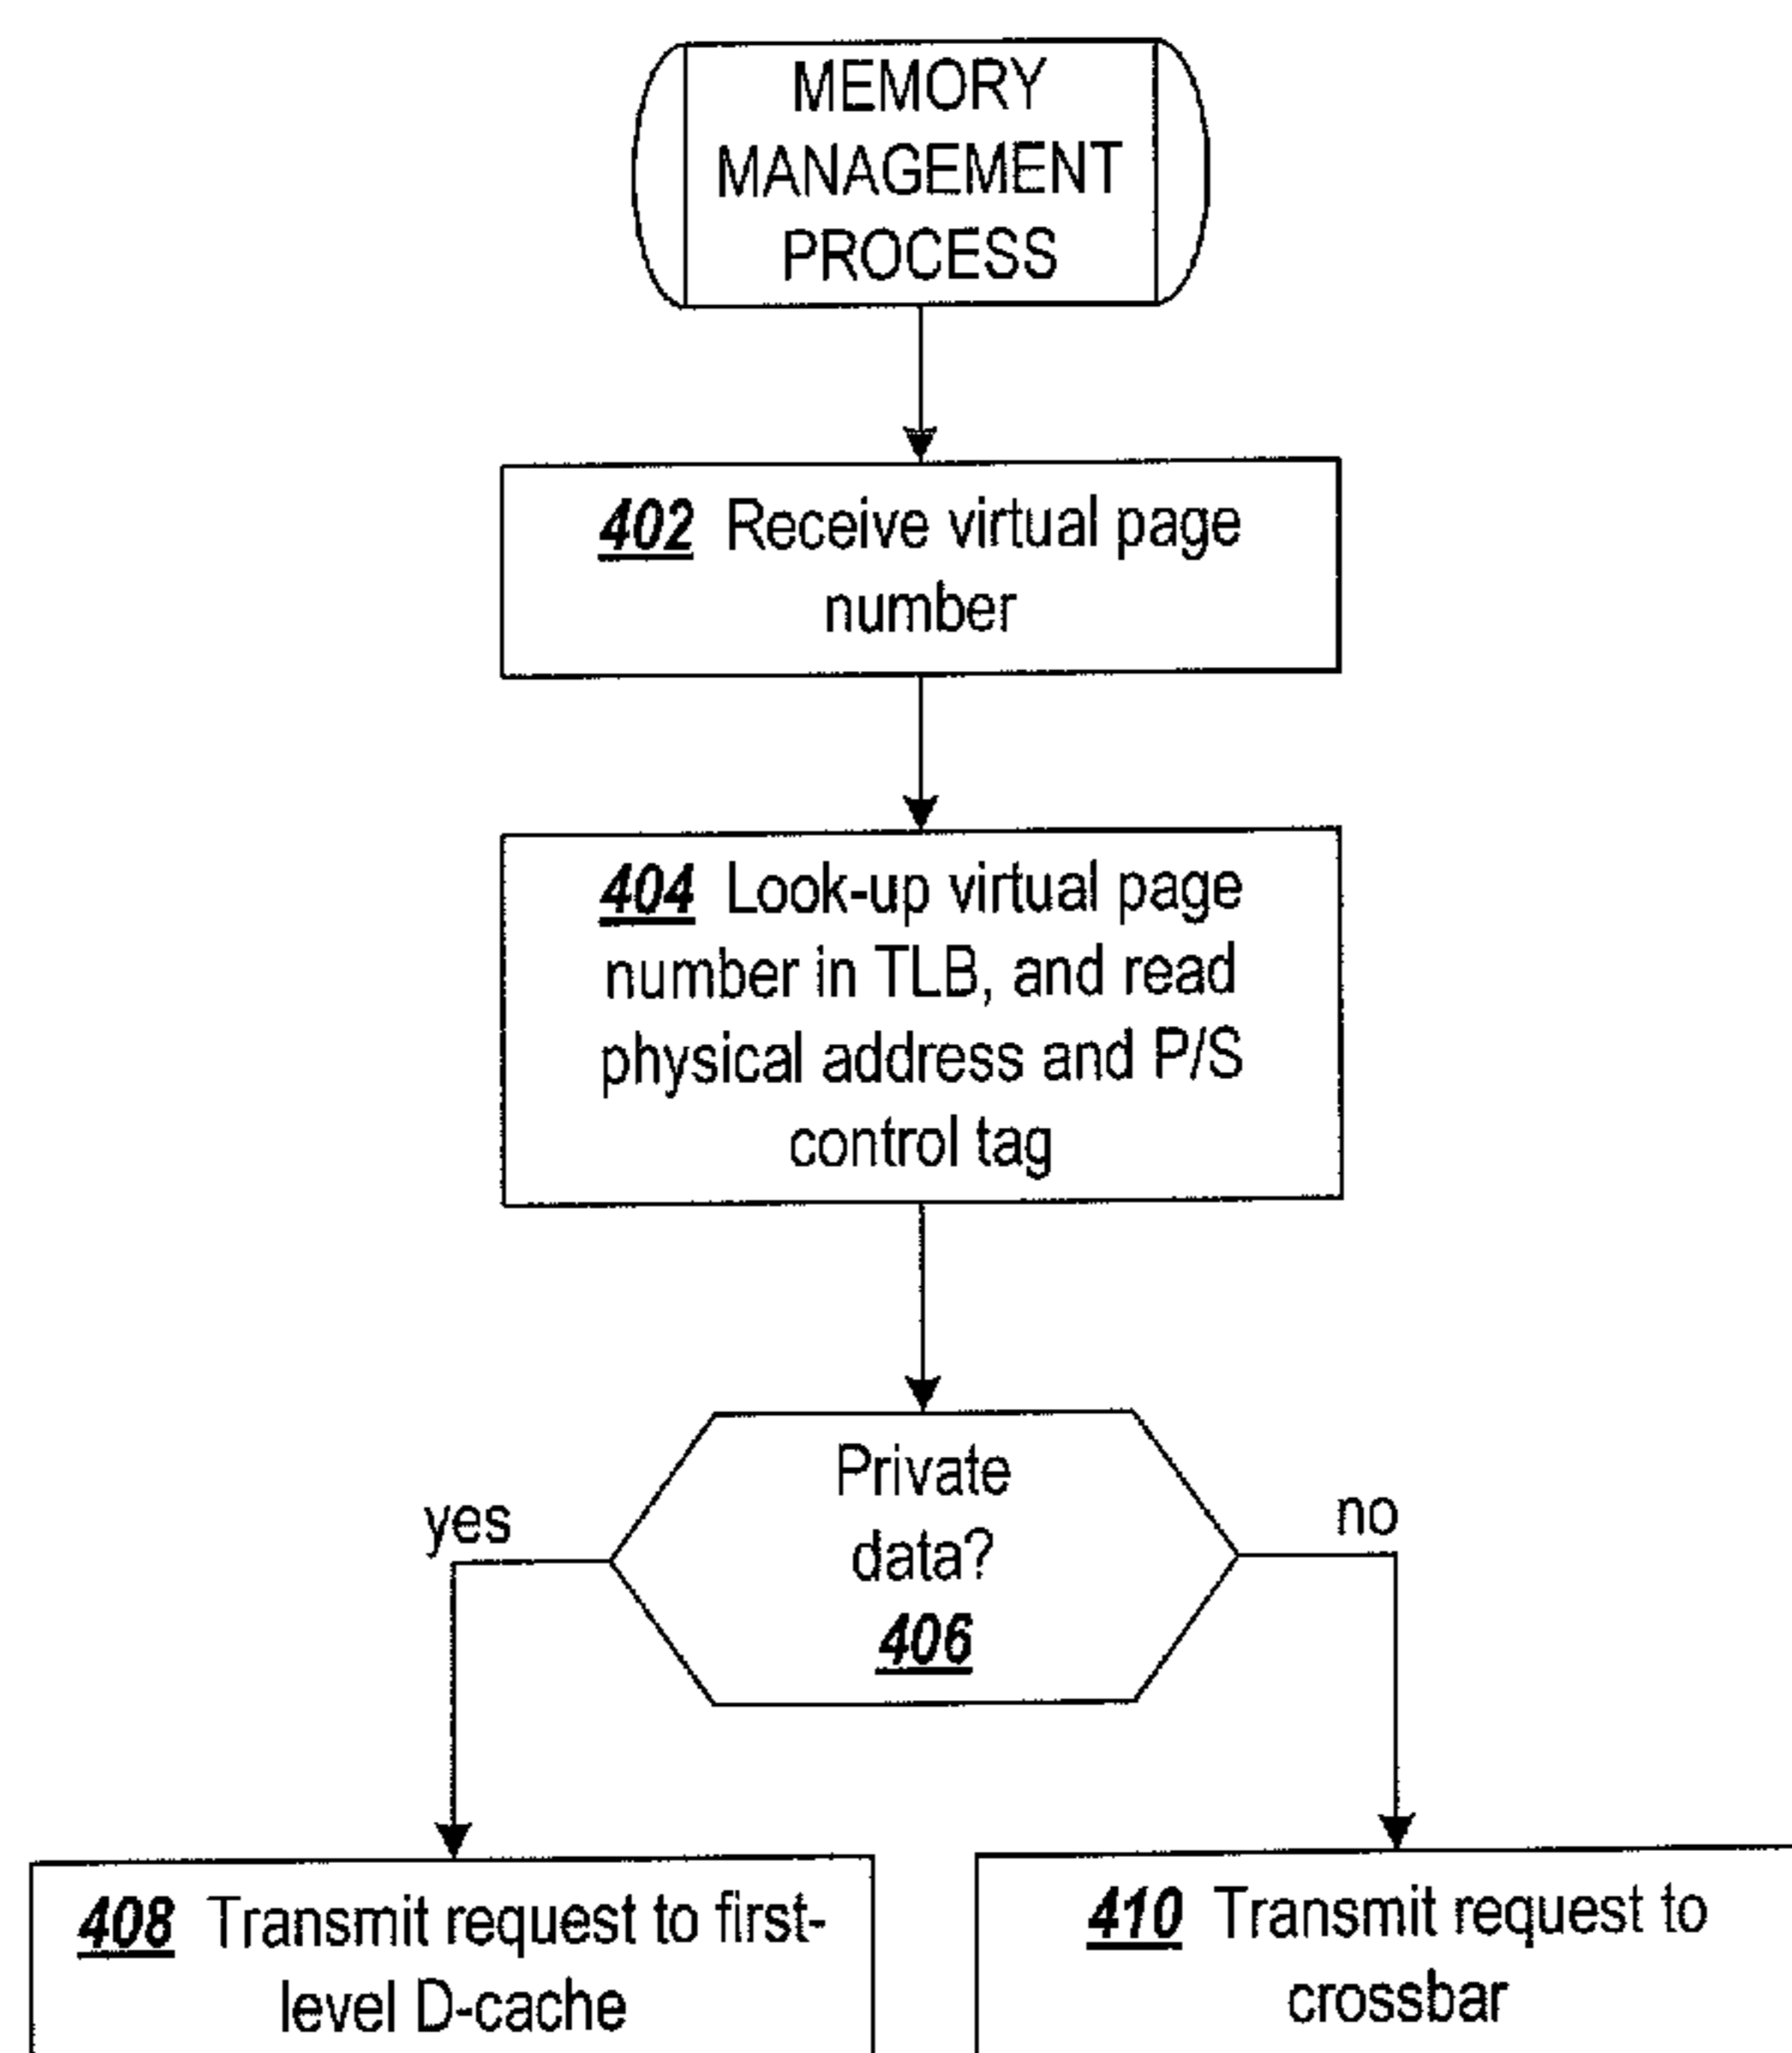 MEMORY
MANAGEMENT
PROCESS
402 Receive virtual page
number
404 Look-up virtual page
number in TLB, and read
physical address and P/S
control tag
Private
data?
406
yes
no
408 Transmit request to first-
level D-cache
410 Transmit request to
crossbar